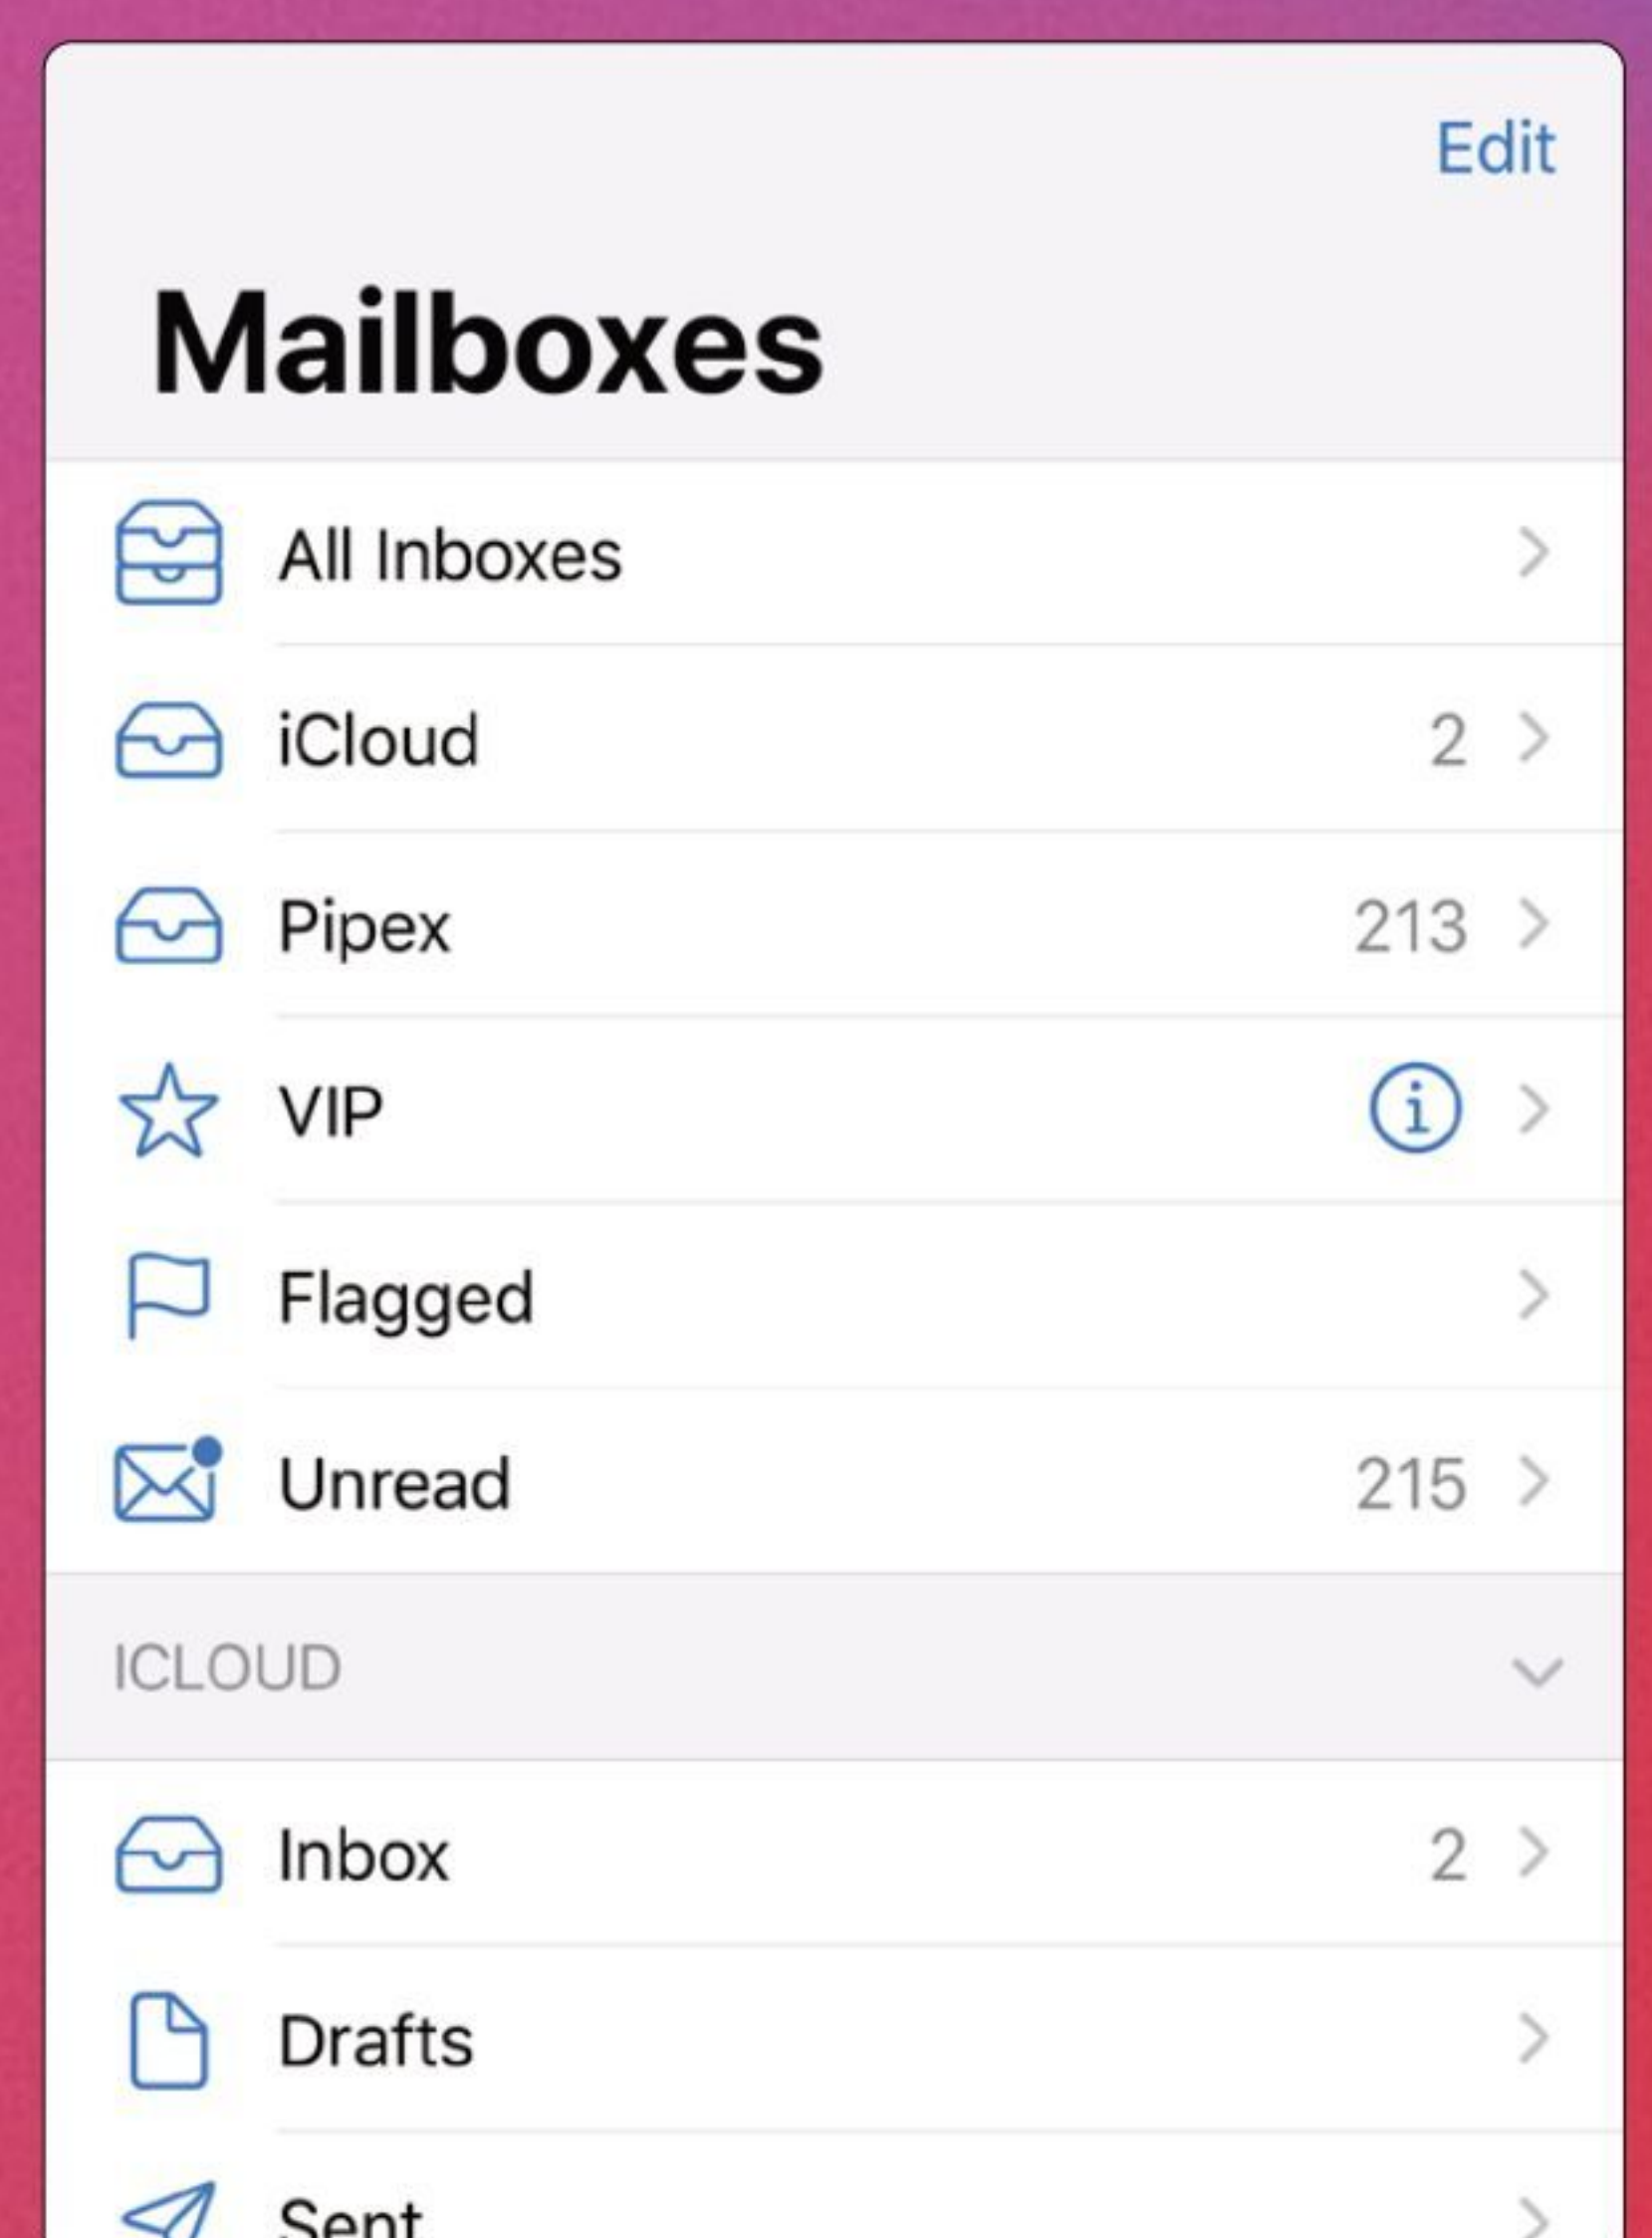 Edit
Mailboxes
All Inboxes
iCloud 2
Pipex 213
VIP
Flagged
Unread 215
ICLOUD
Inbox 2
Drafts
Sent